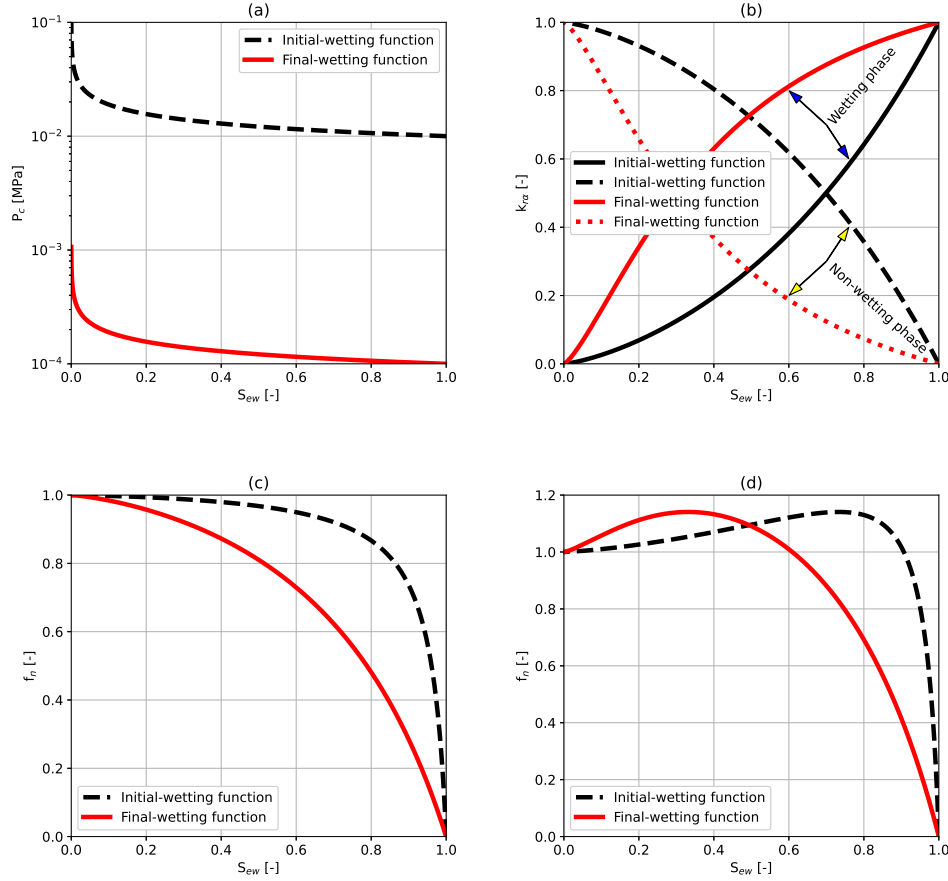 (a)
10⁻¹
10⁻²
10⁻³
10⁻⁴
P_c [MPa]
Initial-wetting function
Final-wetting function
0.0 0.2 0.4 0.6 0.8 1.0
S_ew [-]
(b)
1.0
0.8
0.6
0.4
0.2
0.0
k_rα [-]
Wetting phase
Initial-wetting function
Initial-wetting function
Final-wetting function
Final-wetting function
Non-wetting phase
0.0 0.2 0.4 0.6 0.8 1.0
S_ew [-]
(c)
1.0
0.8
0.6
0.4
0.2
0.0
f_n [-]
Initial-wetting function
Final-wetting function
0.0 0.2 0.4 0.6 0.8 1.0
S_ew [-]
(d)
1.2
1.0
0.8
0.6
0.4
0.2
0.0
f_n [-]
Initial-wetting function
Final-wetting function
0.0 0.2 0.4 0.6 0.8 1.0
S_ew [-]